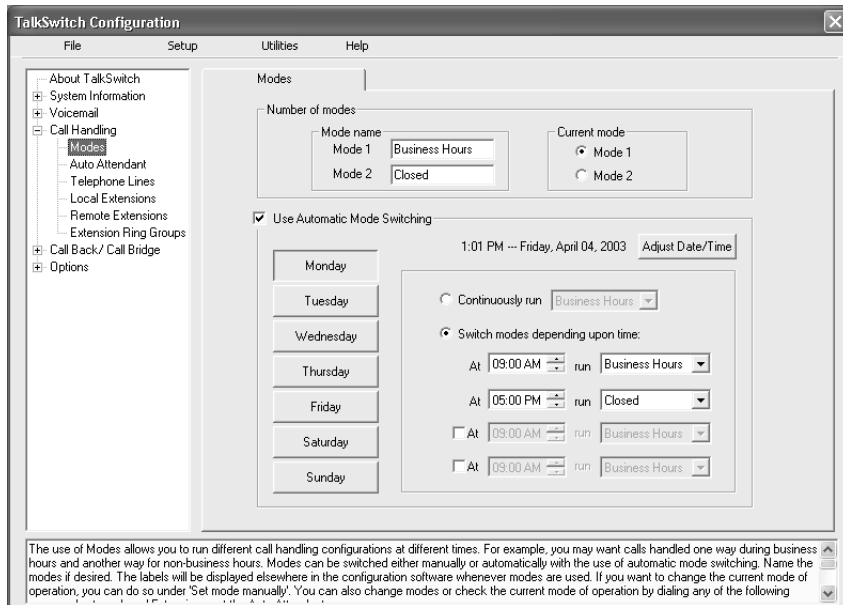 TalkSwitch Configuration
File Setup Utilities Help
About TalkSwitch
System Information
Voicemail
Call Handling
Modes
Auto Attendant
Telephone Lines
Local Extensions
Remote Extensions
Extension Ring Groups
Call Back/ Call Bridge
Options
Modes
Number of modes
Mode name
Mode 1 Business Hours
Mode 2 Closed
Current mode
Mode 1
Mode 2
Use Automatic Mode Switching
1:01 PM --- Friday, April 04, 2003 Adjust Date/Time
Monday
Tuesday
Wednesday
Thursday
Friday
Saturday
Sunday
Continuously run Business Hours
Switch modes depending upon time:
At 09:00 AM run Business Hours
At 05:00 PM run Closed
At 09:00 AM run Business Hours
At 09:00 AM run Business Hours
The use of Modes allows you to run different call handling configurations at different times. For example, you may want calls handled one way during business
hours and another way for non-business hours. Modes can be switched either manually or automatically with the use of automatic mode switching. Name the
modes if desired. The labels will be displayed elsewhere in the configuration software whenever modes are used. If you want to change the current mode of
operation, you can do so under 'Set mode manually'. You can also change modes or check the current mode of operation by dialing any of the following